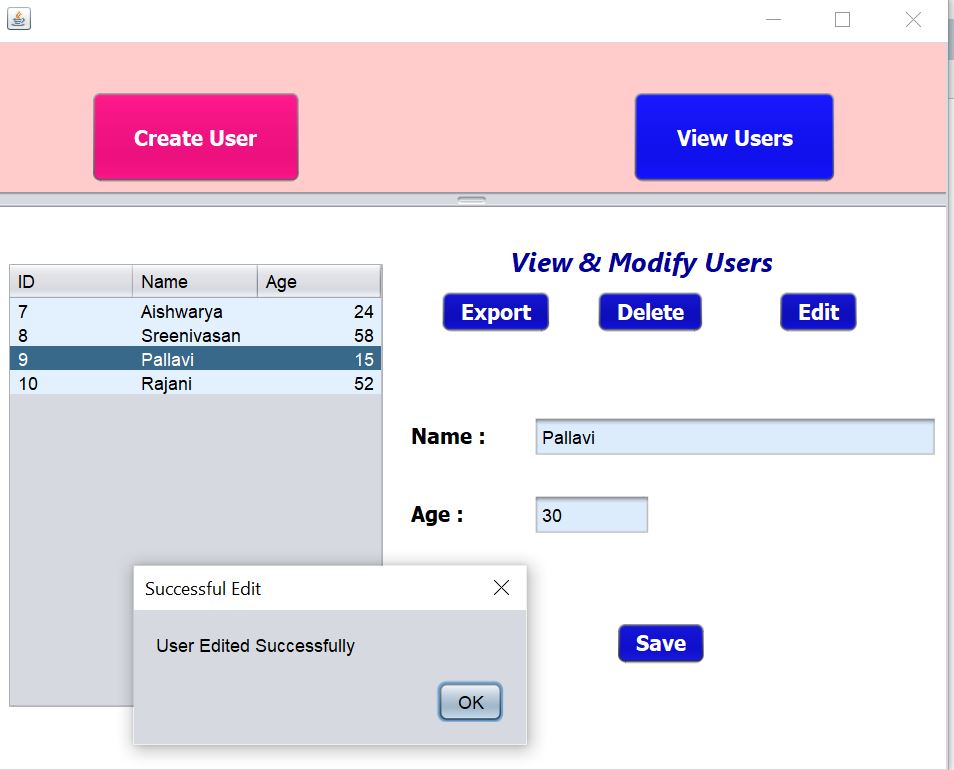 Create User
View Users
View & Modify Users
Export
Delete
Edit
ID Name Age
7 Aishwarya 24
8 Sreenivasan 58
9 Pallavi 15
10 Rajani 52
Name : Pallavi
Age : 30
Save
Successful Edit
User Edited Successfully
OK